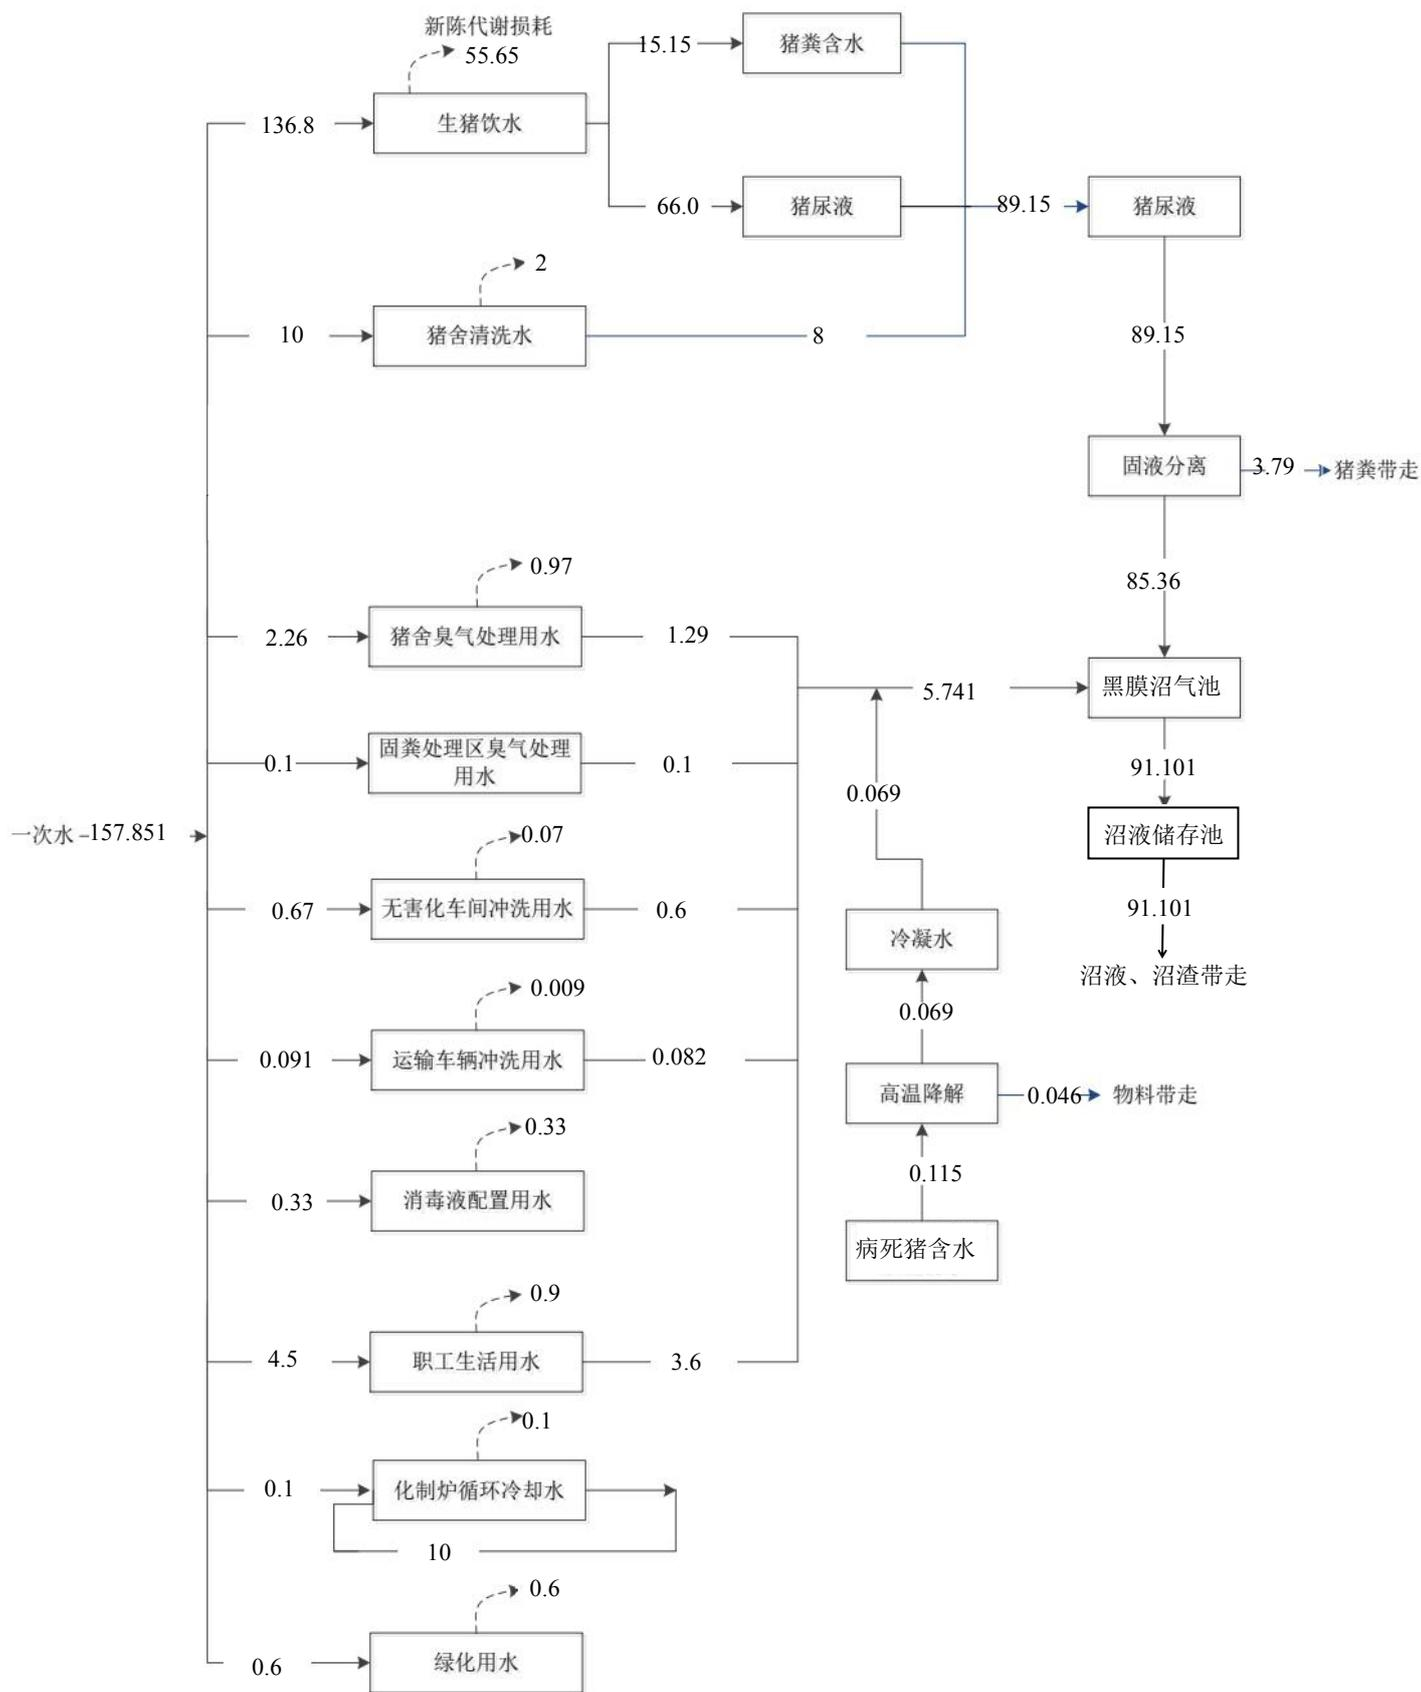 新陈代谢损耗
55.65
15.15
猪粪含水
136.8
生猪饮水
66.0
猪尿液
89.15
猪尿液
2
10
猪舍清洗水
8
89.15
固液分离
3.79
猪粪带走
0.97
85.36
2.26
猪舍臭气处理用水
1.29
5.741
黑膜沼气池
0.1
固粪处理区臭气处理
用水
0.1
0.069
91.101
一次水
157.851
0.07
沼液储存池
0.67
无害化车间冲洗用水
0.6
91.101
冷凝水
沼液、沼渣带走
0.009
0.069
0.091
运输车辆冲洗用水
0.082
高温降解
0.046
物料带走
0.33
0.115
0.33
消毒液配置用水
病死猪含水
0.9
4.5
职工生活用水
3.6
0.1
0.1
化制炉循环冷却水
10
0.6
0.6
绿化用水